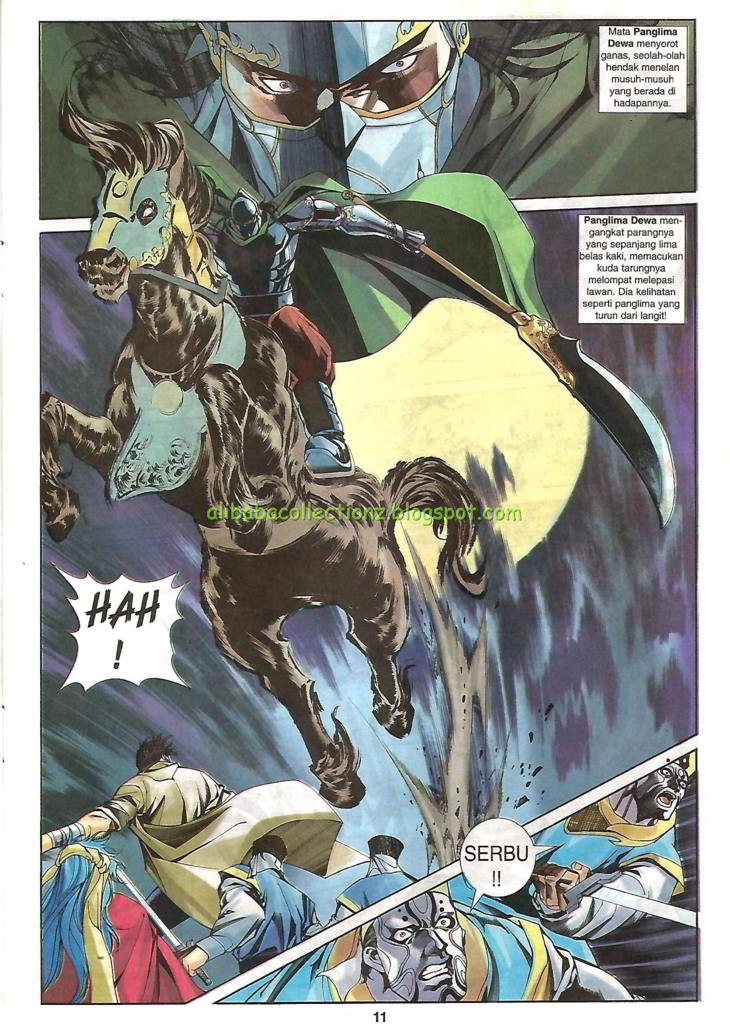 Mata Panglima
Dewa menyorot
ganas, seolah-olah
hendak menelan
musuh-musuh
yang berada di
hadapannya.
Panglima Dewa men-
gangkat parangnya
yang sepanjang lima
belas kaki, memacukan
kuda tarungnya
melompat melepasi
lawan. Dia kelihatan
seperti panglima yang
turun dari langit!
alibabacollectionz.blogspot.com
HAH
!
SERBU
!!
11